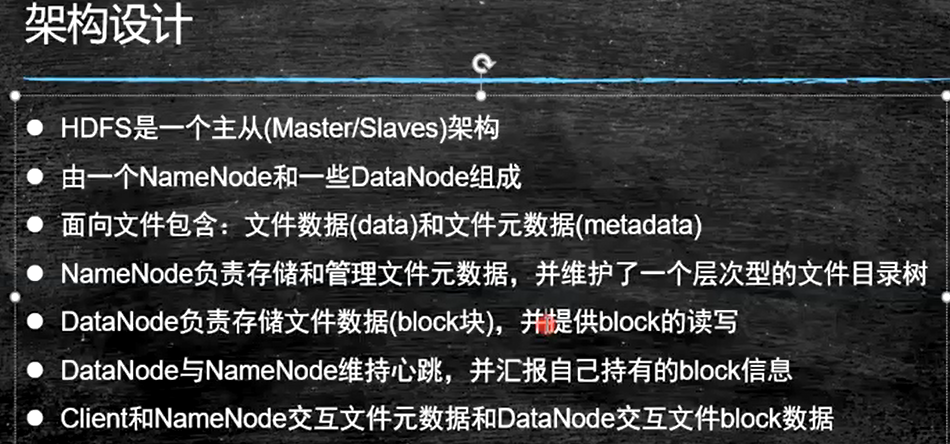 架构设计
HDFS是一个主从(Master/Slaves)架构
由一个NameNode和一些DataNode组成
面向文件包含：文件数据(data)和文件元数据(metadata)
NameNode负责存储和管理文件元数据，并维护了一个层次型的文件目录树
DataNode负责存储文件数据(block块)，并提供block的读写
DataNode与NameNode维持心跳，并汇报自己持有的block信息
Client和NameNode交互文件元数据和DataNode交互文件block数据